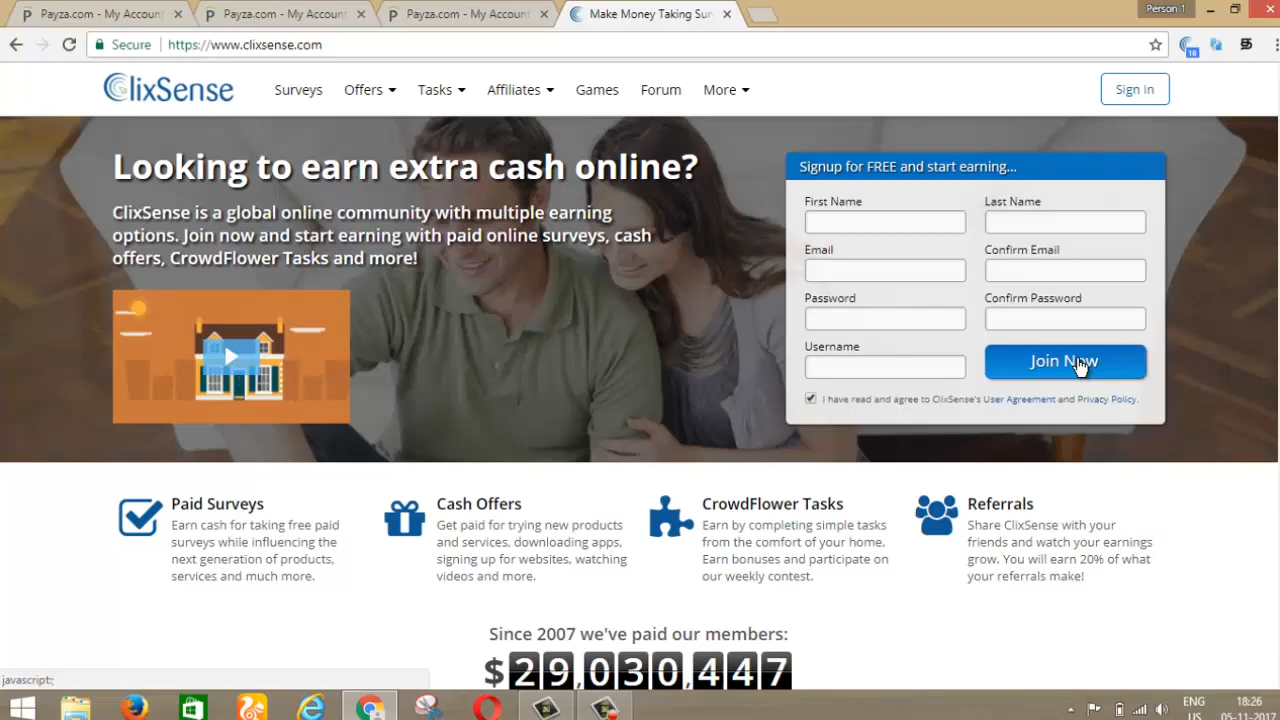 Payza.com - My Account
Payza.com - My Account
Payza.com - My Account
Make Money Taking Sur
Person 1
Secure
https://www.clixsense.com
18
ClixSense
Surveys
Offers
Tasks
Affiliates
Games
Forum
More
Sign in
Looking to earn extra cash online?
ClixSense is a global online community with multiple earning
options. Join now and start earning with paid online surveys, cash
offers, CrowdFlower Tasks and more!
Signup for FREE and start earning...
First Name
Last Name
Email
Confirm Email
Password
Confirm Password
Username
Join Now
I have read and agree to ClixSense's User Agreement and Privacy Policy.
Paid Surveys
Earn cash for taking free paid
surveys while influencing the
next generation of products,
services and much more.
Cash Offers
Get paid for trying new products
and services, downloading apps,
signing up for websites, watching
videos and more.
CrowdFlower Tasks
Earn by completing simple tasks
from the comfort of your home.
Earn bonuses and participate on
our weekly contest.
Referrals
Share ClixSense with your
friends and watch your earnings
grow. You will earn 20% of what
your referrals make!
Since 2007 we've paid our members:
$29,030,447
javascript:;
ENG
US
18:26
05-11-2017